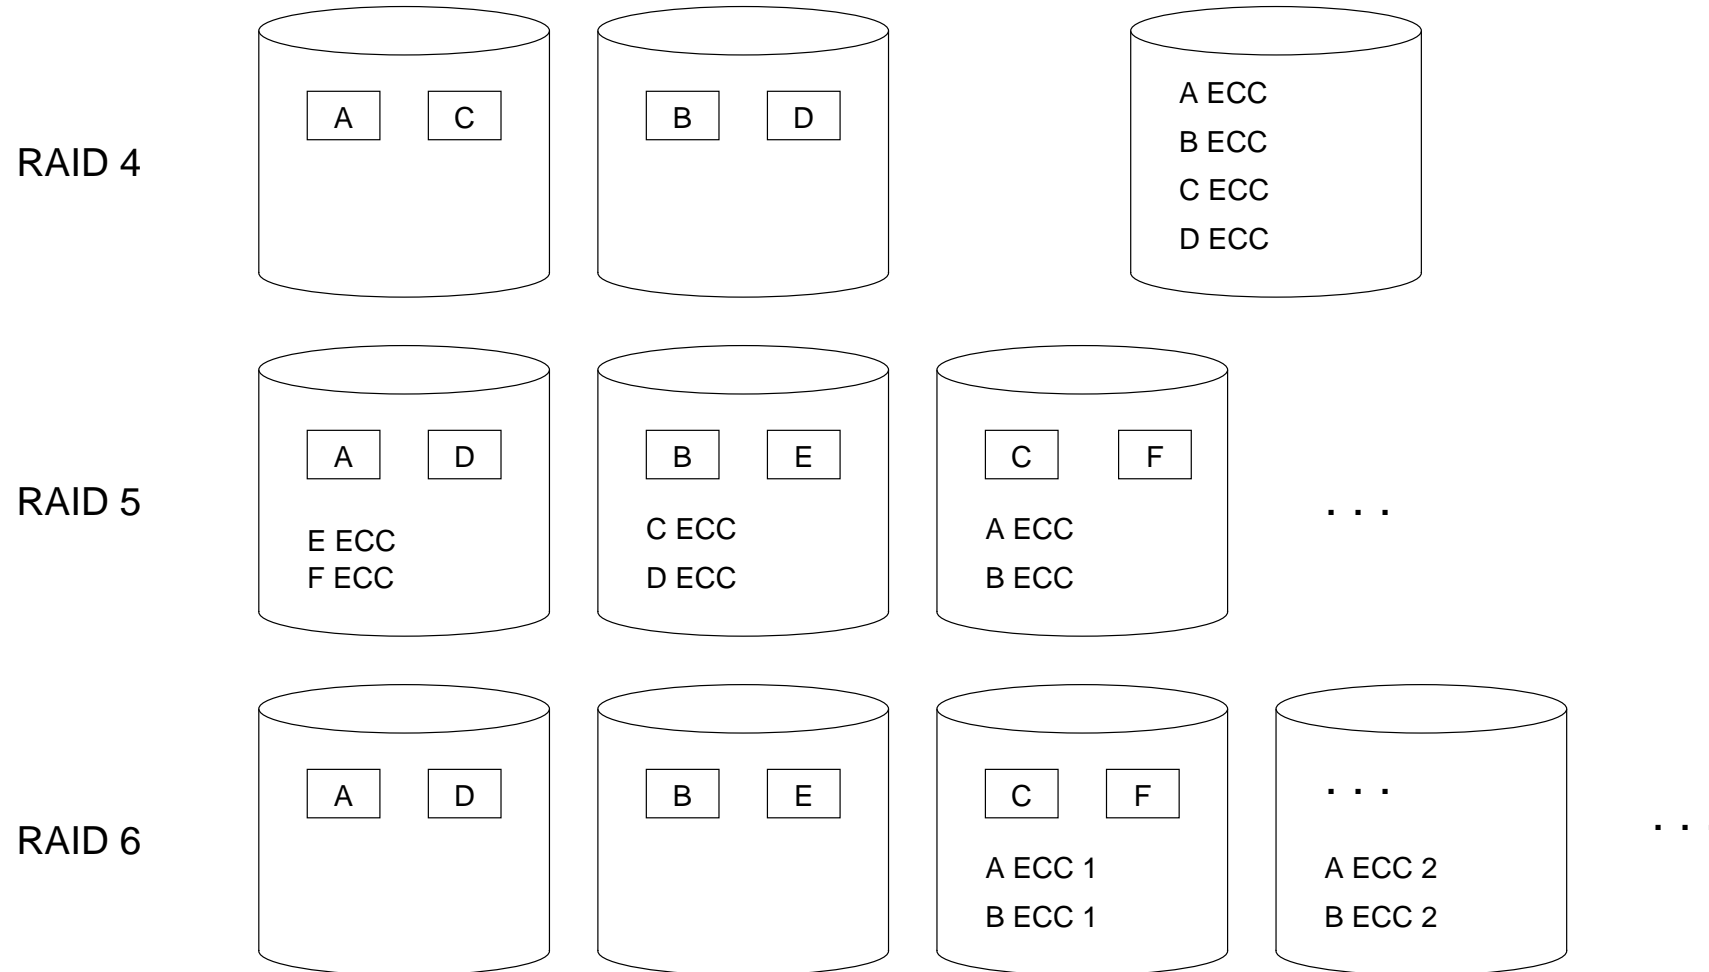 A C B D A ECC
B ECC
RAID 4
C ECC
D ECC
A D B E C F
RAID 5
E ECC C ECC A ECC . . .
F ECC D ECC B ECC
A D B E C F . . .
RAID 6 . . .
A ECC 1 A ECC 2
B ECC 1 B ECC 2